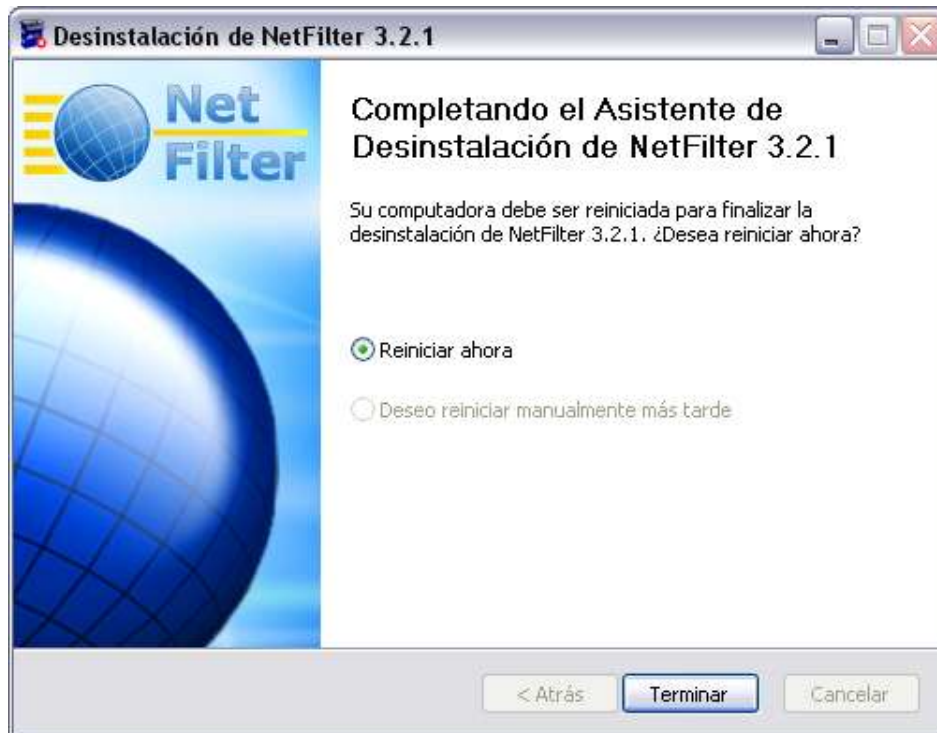 Desinstalación de NetFilter 3.2.1
Net
Filter
Completando el Asistente de
Desinstalación de NetFilter 3.2.1
Su computadora debe ser reiniciada para finalizar la
desinstalación de NetFilter 3.2.1. ¿Desea reiniciar ahora?
Reiniciar ahora
Deseo reiniciar manualmente más tarde
< Atrás
Terminar
Cancelar